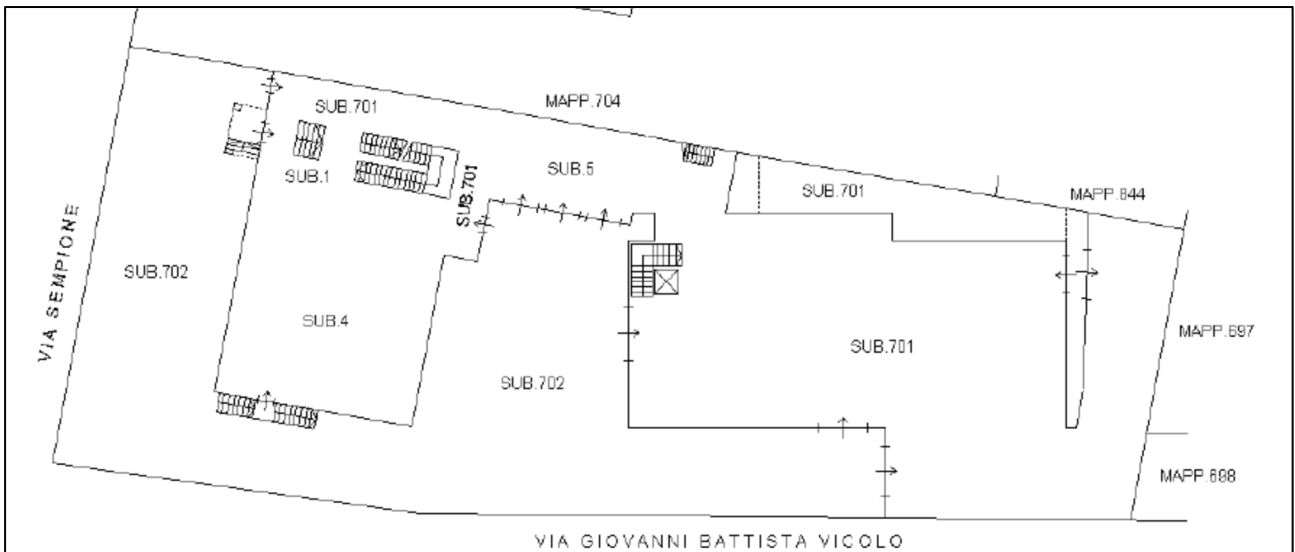 SUB.701
MAPP.704
SUB.1
SUB.701
SUB.5
SUB.701
MAPP.844
VIA SEMPIONE
SUB.702
SUB.4
SUB.702
SUB.701
MAPP.697
MAPP.698
VIA GIOVANNI BATTISTA VICOLO